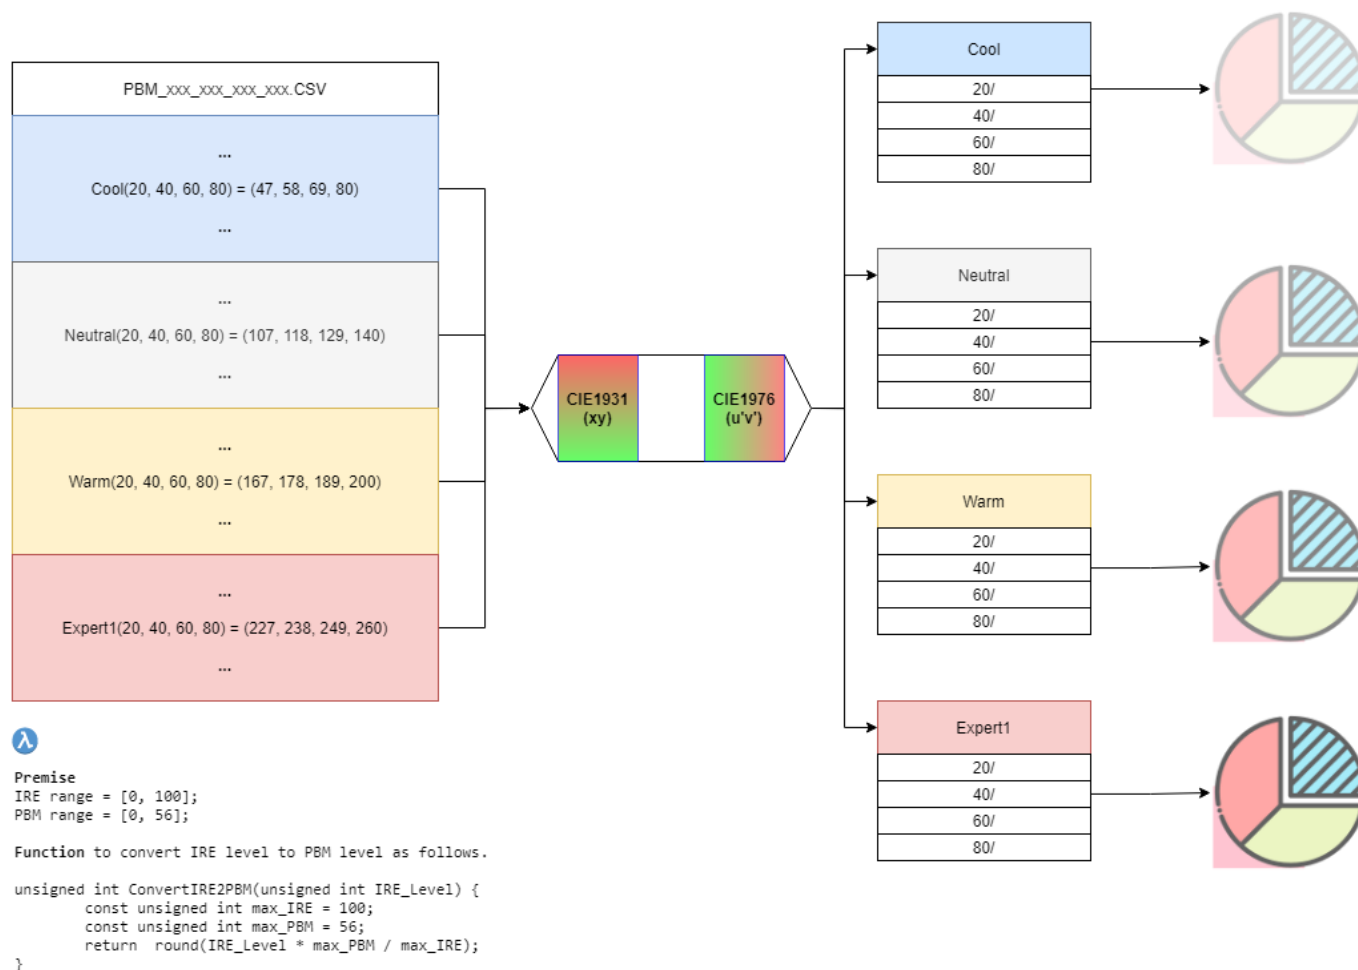 PBM_xxx_xxx_xxx_xxx.CSV
...
Cool(20, 40, 60, 80) = (47, 58, 69, 80)
...
...
Neutral(20, 40, 60, 80) = (107, 118, 129, 140)
...
...
Warm(20, 40, 60, 80) = (167, 178, 189, 200)
...
...
Expert1(20, 40, 60, 80) = (227, 238, 249, 260)
...
CIE1931
(xy)
CIE1976
(u'v')
Cool
20/
40/
60/
80/
Neutral
20/
40/
60/
80/
Warm
20/
40/
60/
80/
Expert1
20/
40/
60/
80/
λ
Premise
IRE range = [0, 100];
PBM range = [0, 56];
Function to convert IRE level to PBM level as follows.
unsigned int ConvertIRE2PBM(unsigned int IRE_Level) {
const unsigned int max_IRE = 100;
const unsigned int max_PBM = 56;
return  round(IRE_Level * max_PBM / max_IRE);
}